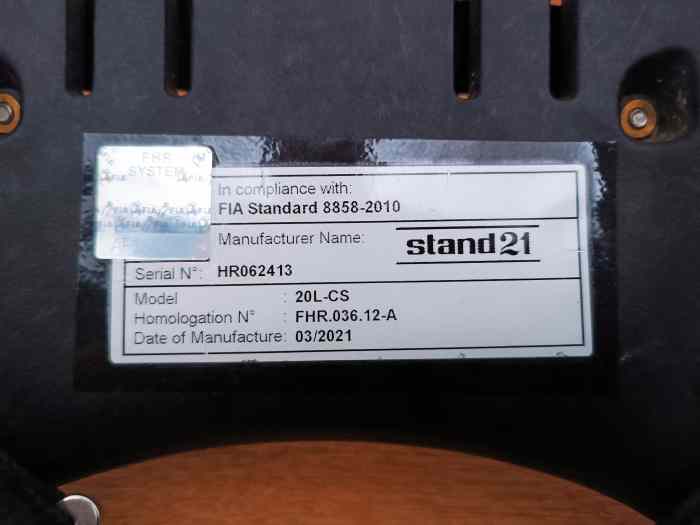 FHR
SYSTEM
In compliance with:
FIA Standard 8858-2010
Manufacturer Name: stand21
Serial N°: HR062413
Model : 20L-CS
Homologation N° : FHR.036.12-A
Date of Manufacture: 03/2021